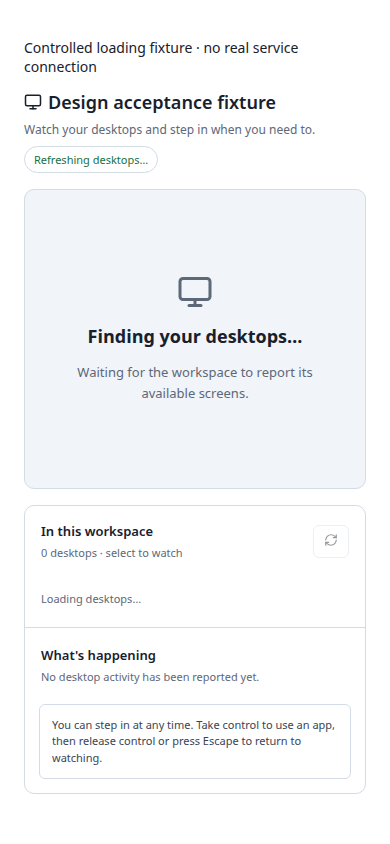 Controlled loading fixture · no real service
connection
Design acceptance fixture
Watch your desktops and step in when you need to.
Refreshing desktops...
Finding your desktops...
Waiting for the workspace to report its
available screens.
In this workspace
0 desktops · select to watch
Loading desktops...
What's happening
No desktop activity has been reported yet.
You can step in at any time. Take control to use an app,
then release control or press Escape to return to
watching.